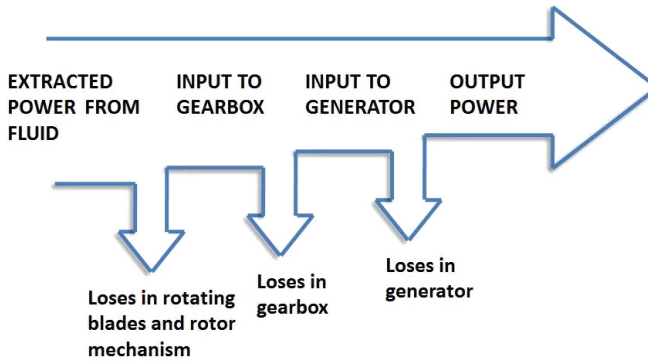 EXTRACTED
POWER FROM
FLUID
INPUT TO
GEARBOX
INPUT TO
GENERATOR
OUTPUT
POWER
Loses in rotating
blades and rotor
mechanism
Loses in
gearbox
Loses in
generator